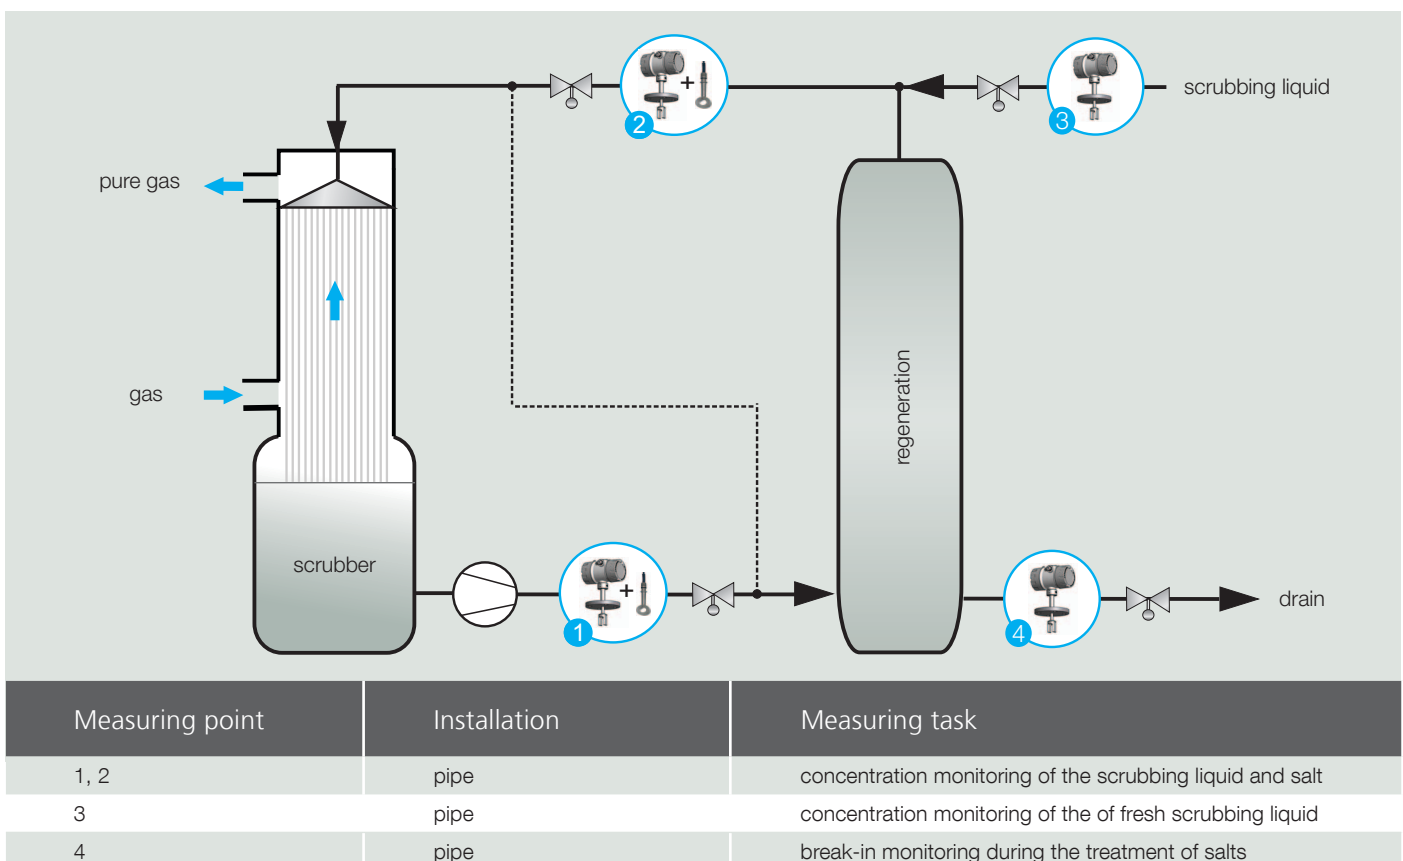 2
3
scrubbing liquid
pure gas
gas
regeneration
scrubber
1
4
drain
+
+
Measuring point Installation Measuring task
1, 2 pipe concentration monitoring of the scrubbing liquid and salt
3 pipe concentration monitoring of the of fresh scrubbing liquid
4 pipe break-in monitoring during the treatment of salts